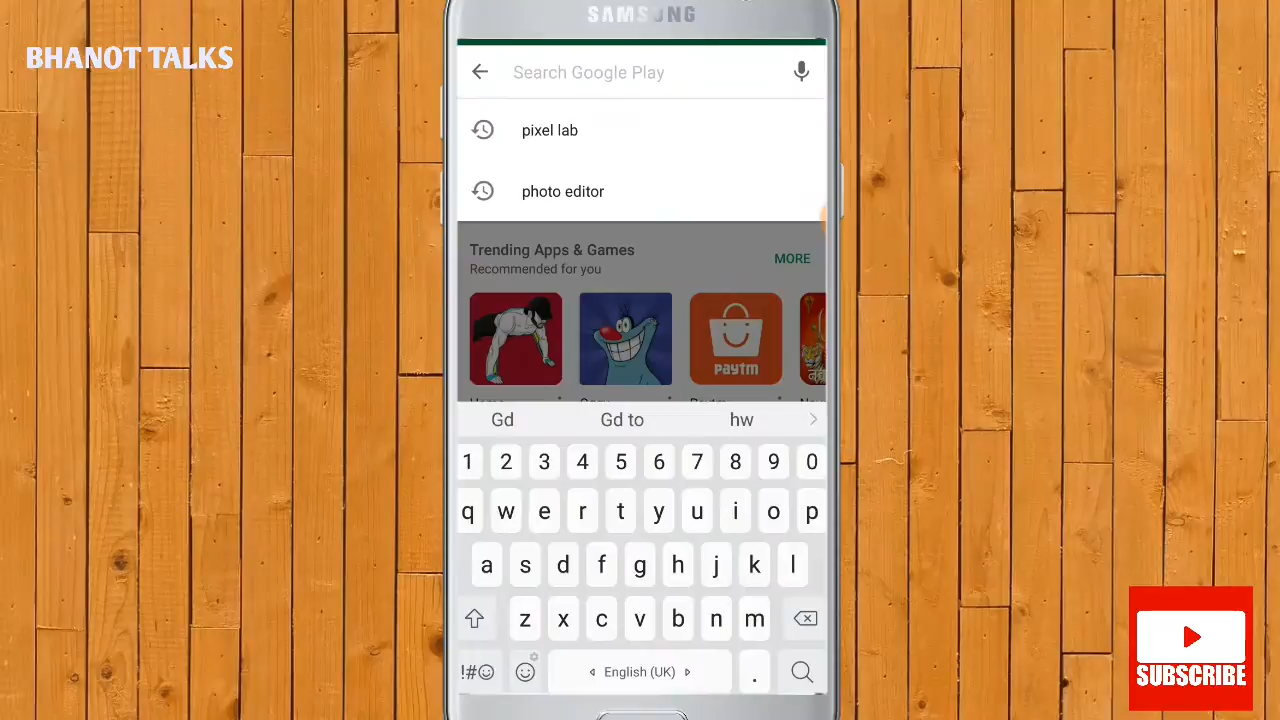 SAMSUNG
BHANOT TALKS
Search Google Play
pixel lab
photo editor
Trending Apps & Games
MORE
Recommended for you
paytm
Gd
Gd to
hw
1 2 3 4 5 6 7 8 9 0
q w e r t y u i o p
a s d f g h j k l
z x c v b n m
!#
English (UK)
.
SUBSCRIBE